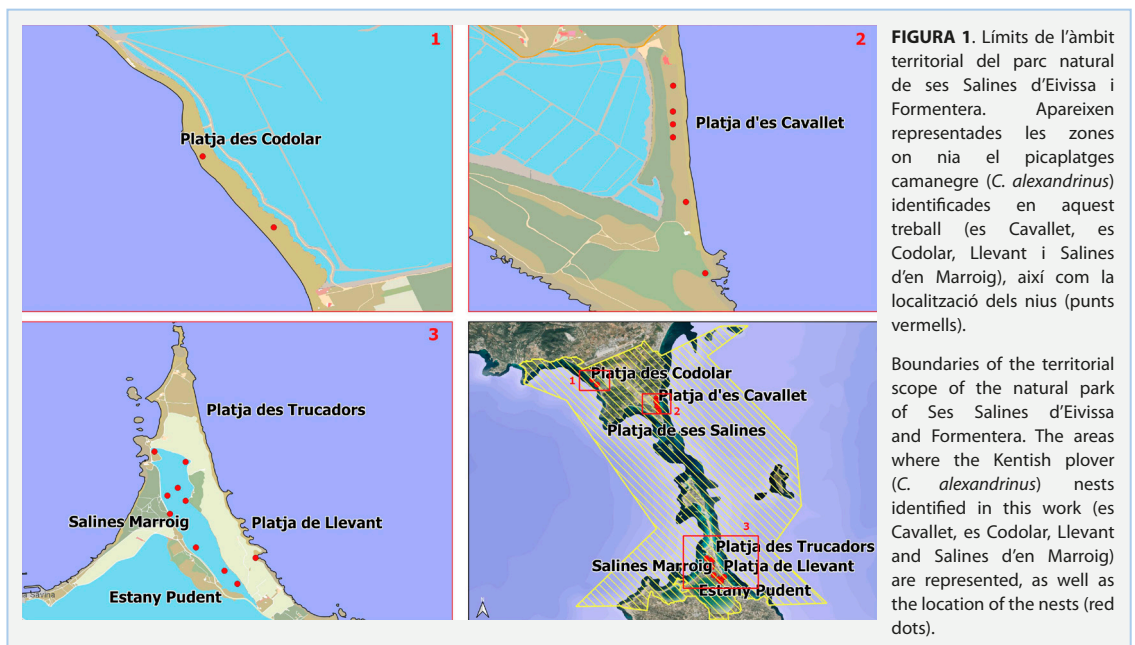 1
Platja des Codolar
2
Platja d'es Cavallet
3
Platja des Trucadors
Salines Marroig
Platja de Llevant
Estany Pudent
Savina
Platja des Codolar
1
Platja d'es Cavallet
2
Platja de ses Salines
3
Platja des Trucadors
Salines Marroig
Platja de Llevant
Estany Pudent
N
FIGURA 1. Límits de l’àmbit
territorial del parc natural
de ses Salines d’Eivissa i
Formentera. Apareixen
representades les zones
on nia el picaplatges
camanegre (C. alexandrinus)
identificades en aquest
treball (es Cavallet, es
Codolar, Llevant i Salines
d’en Marroig), així com la
localització dels nius (punts
vermells).
Boundaries of the territorial
scope of the natural park
of Ses Salines d’Eivissa
and Formentera. The areas
where the Kentish plover
(C. alexandrinus) nests
identified in this work (es
Cavallet, es Codolar, Llevant
and Salines d’en Marroig)
are represented, as well as
the location of the nests (red
dots).